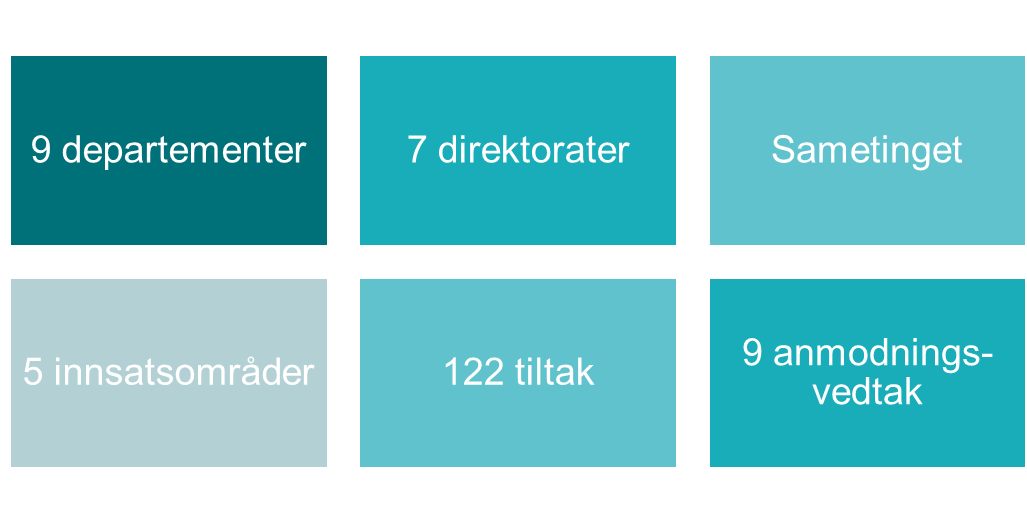 9 departementer
7 direktorater
Sametinget
5 innsatsområder
122 tiltak
9 anmodnings-
vedtak